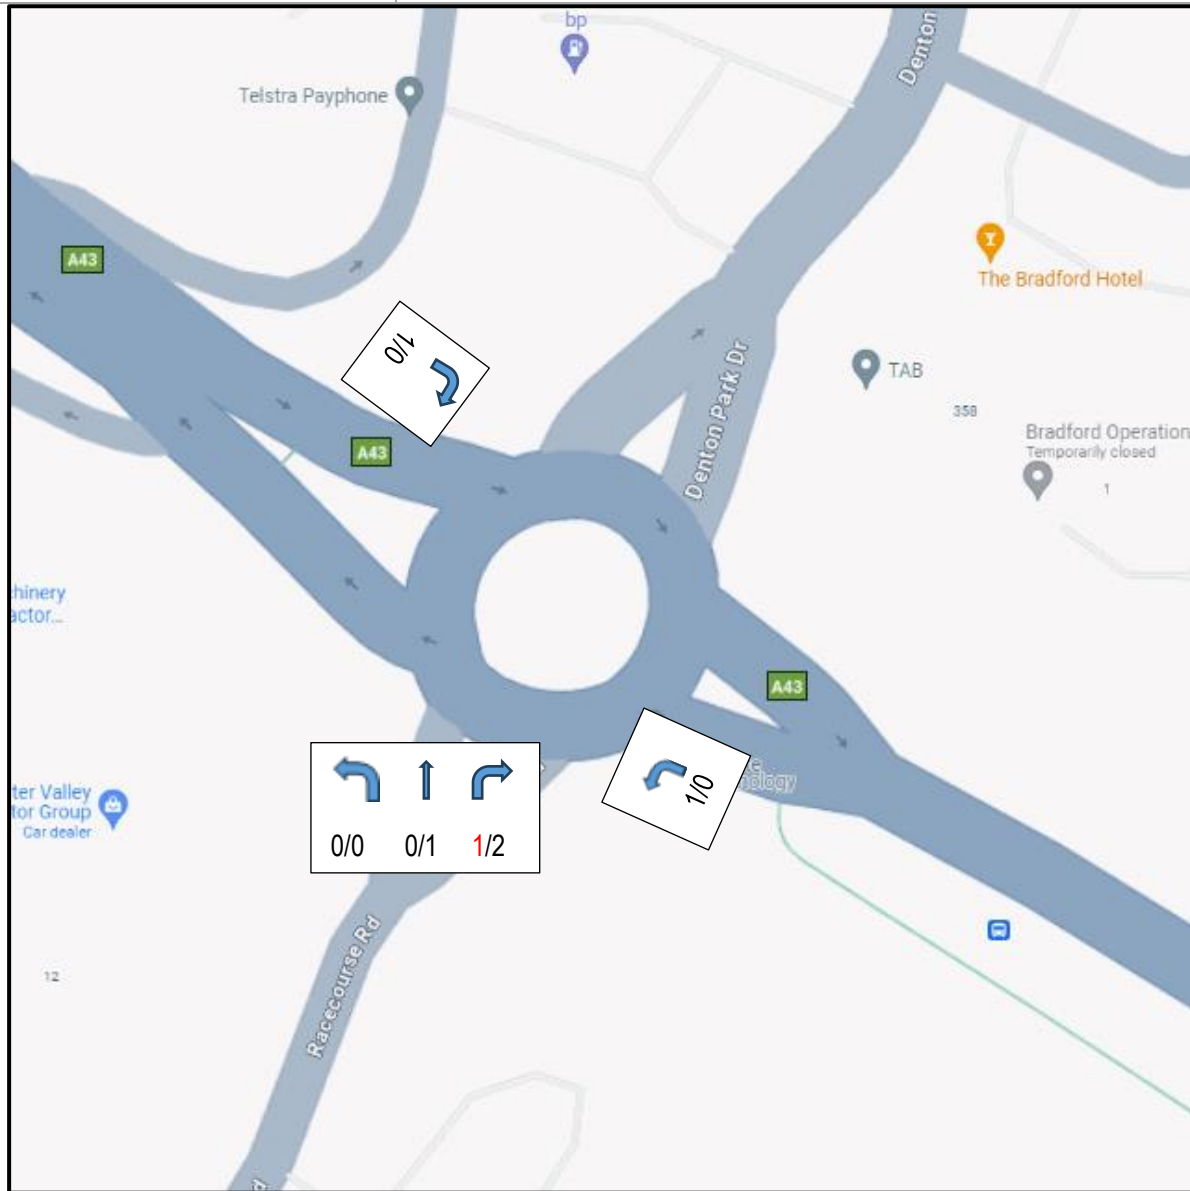 bp
Denton
Telstra Payphone
A43
The Bradford Hotel
1/0
Denton Park Dr
TAB
358
Bradford Operation
Temporarily closed
1
A43
hinery
actor...
A43
ter Valley
tor Group
Car dealer
0/0 0/1 1/2
1/0
nology
Racecourse Rd
12
d